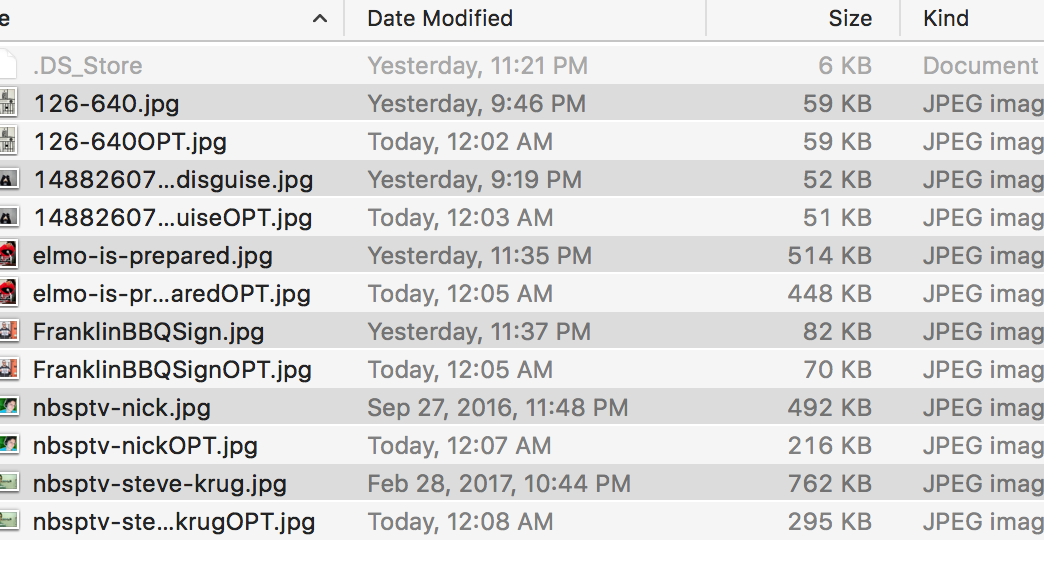 e Date Modified Size Kind
.DS_Store Yesterday, 11:21 PM 6 KB Document
126-640.jpg Yesterday, 9:46 PM 59 KB JPEG imag
126-640OPT.jpg Today, 12:02 AM 59 KB JPEG imag
14882607...disguise.jpg Yesterday, 9:19 PM 52 KB JPEG imag
14882607...uiseOPT.jpg Today, 12:03 AM 51 KB JPEG imag
elmo-is-prepared.jpg Yesterday, 11:35 PM 514 KB JPEG imag
elmo-is-pr...aredOPT.jpg Today, 12:05 AM 448 KB JPEG imag
FranklinBBQSign.jpg Yesterday, 11:37 PM 82 KB JPEG imag
FranklinBBQSignOPT.jpg Today, 12:05 AM 70 KB JPEG imag
nbsptv-nick.jpg Sep 27, 2016, 11:48 PM 492 KB JPEG imag
nbsptv-nickOPT.jpg Today, 12:07 AM 216 KB JPEG imag
nbsptv-steve-krug.jpg Feb 28, 2017, 10:44 PM 762 KB JPEG imag
nbsptv-ste...krugOPT.jpg Today, 12:08 AM 295 KB JPEG imag